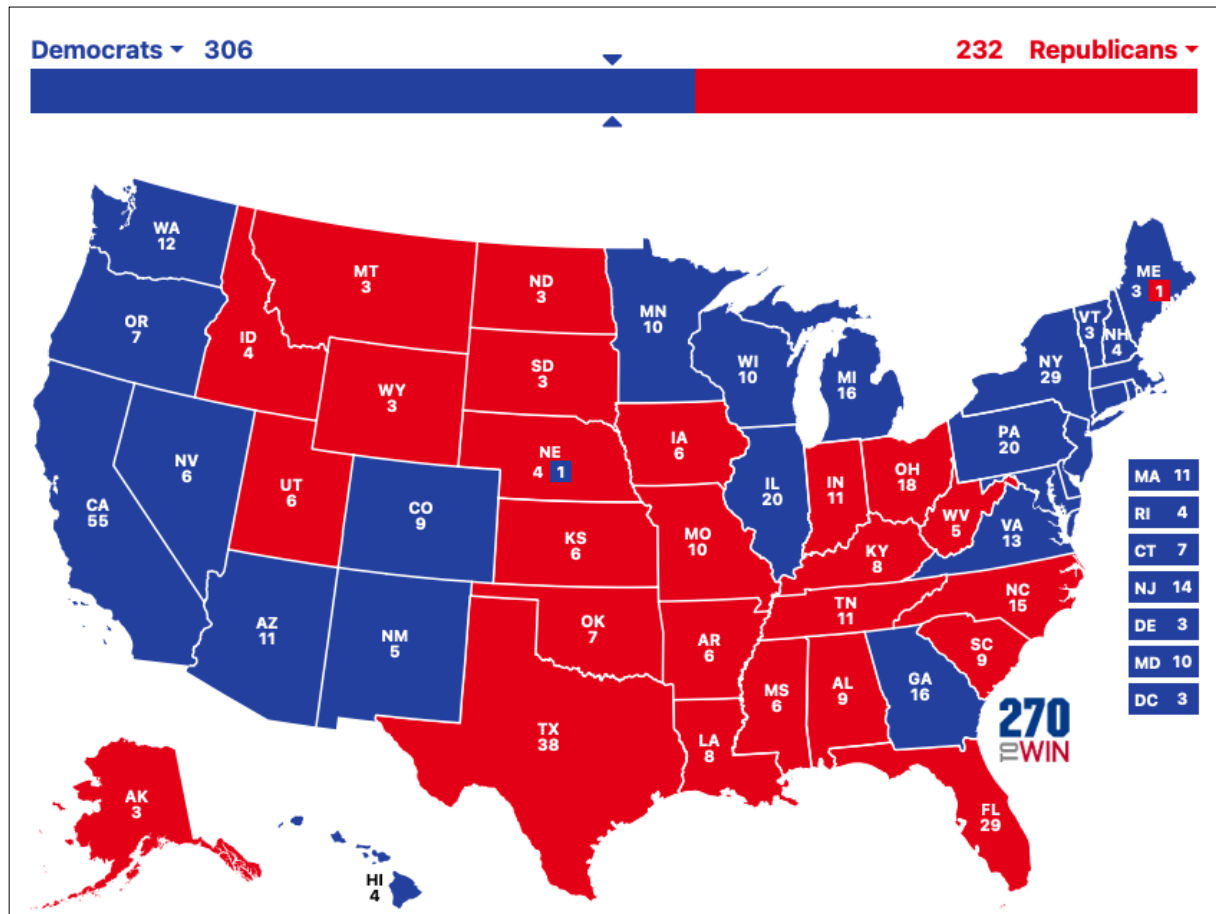 Democrats 306
232 Republicans
WA
12
OR
7
CA
55
NV
6
ID
4
MT
3
WY
3
UT
6
AZ
11
CO
9
NM
5
ND
3
SD
3
NE
4 1
KS
6
OK
7
TX
38
MN
10
IA
6
MO
10
AR
6
LA
8
WI
10
IL
20
MI
16
IN
11
OH
18
KY
8
TN
11
MS
6
AL
9
GA
16
FL
29
SC
9
NC
15
VA
13
WV
5
PA
20
NY
29
VT
3
NH
4
ME
3 1
MA 11
RI 4
CT 7
NJ 14
DE 3
MD 10
DC 3
AK
3
HI
4
270
TO WIN